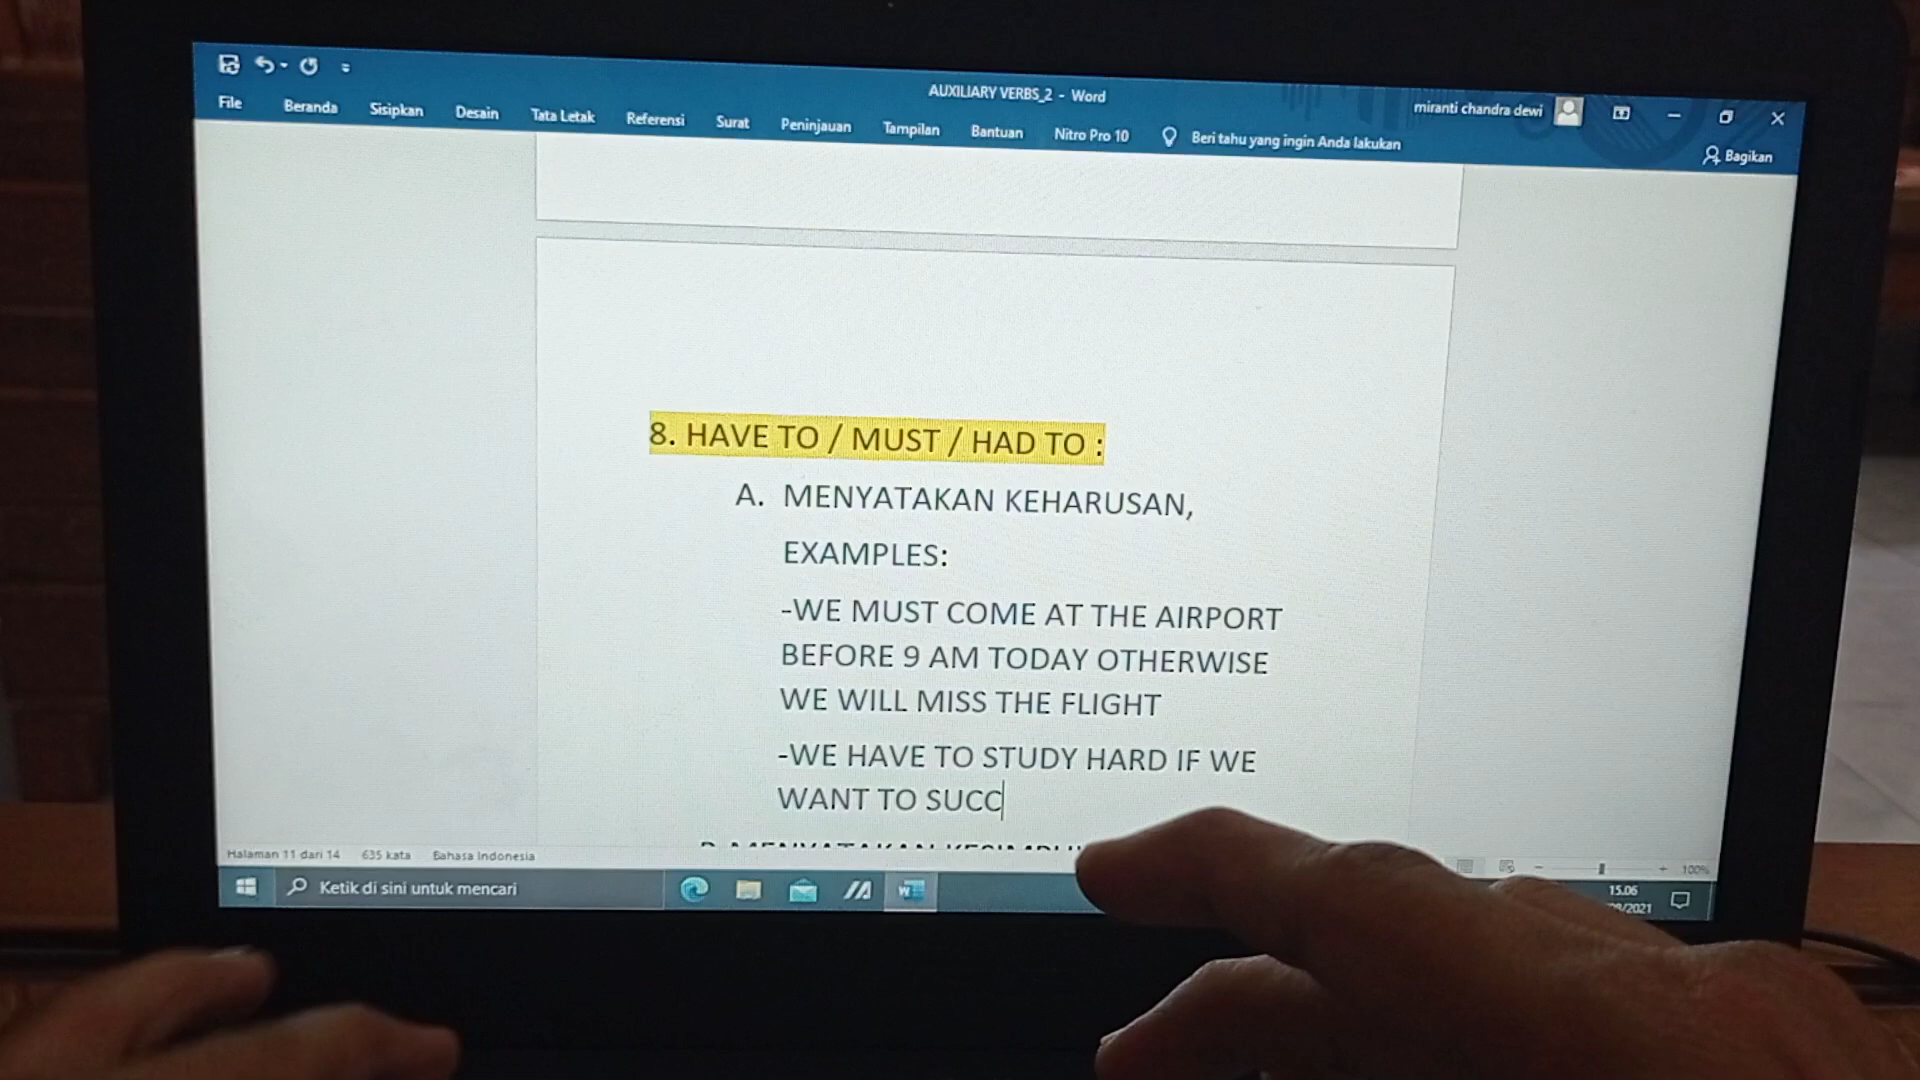 AUXILIARY VERBS_2 - Word
miranti chandra dewi
File Beranda Sisipkan Desain Tata Letak Referensi Surat Peninjauan Tampilan Bantuan Nitro Pro 10 Beri tahu yang ingin Anda lakukan
Bagikan
8. HAVE TO / MUST / HAD TO :
A. MENYATAKAN KEHARUSAN,
EXAMPLES:
-WE MUST COME AT THE AIRPORT
BEFORE 9 AM TODAY OTHERWISE
WE WILL MISS THE FLIGHT
-WE HAVE TO STUDY HARD IF WE
WANT TO SUCC
Halaman 11 dari 14 635 kata Bahasa Indonesia 100%
Ketik di sini untuk mencari
15.06
/2021